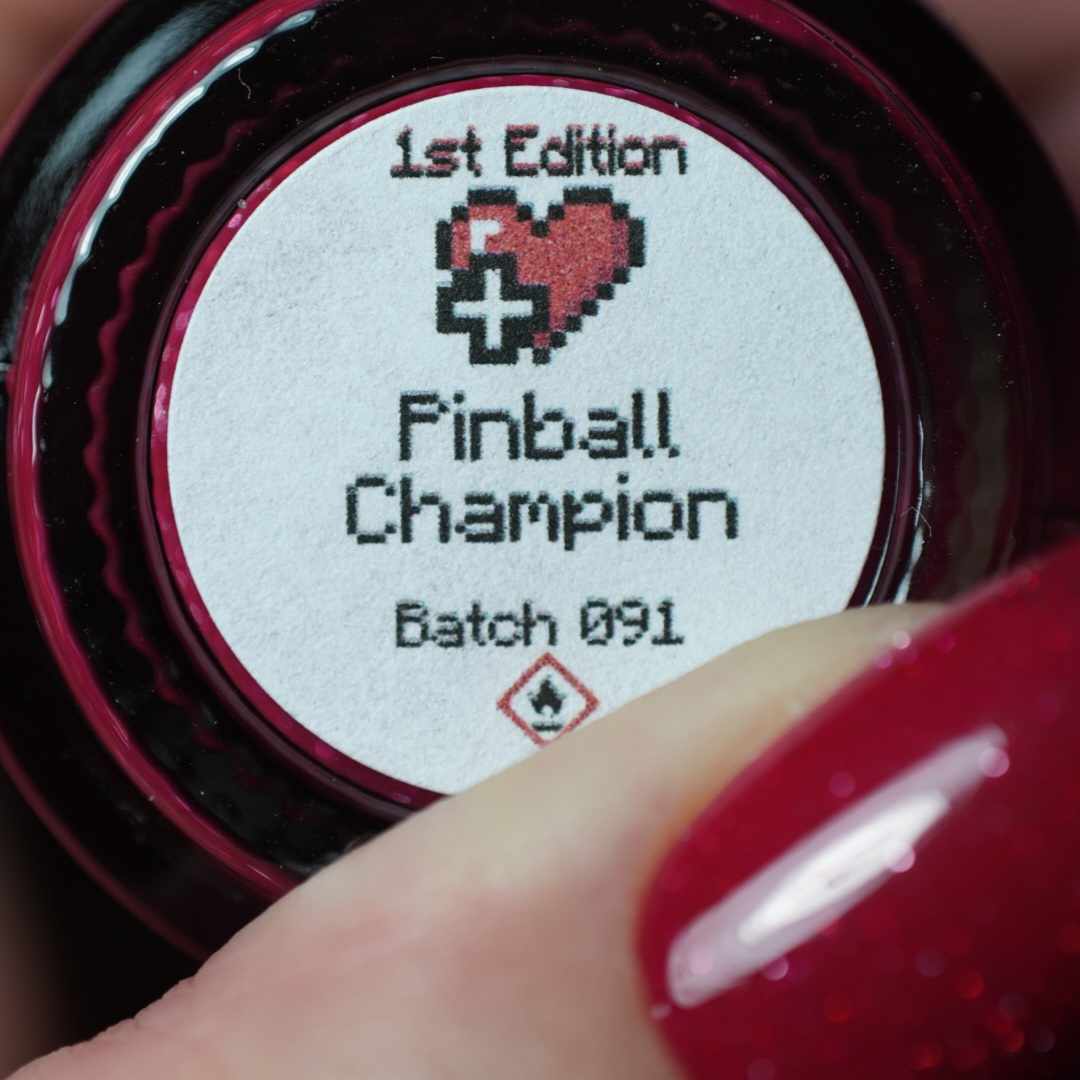 1st Edition
Pinball
Champion
Batch 091